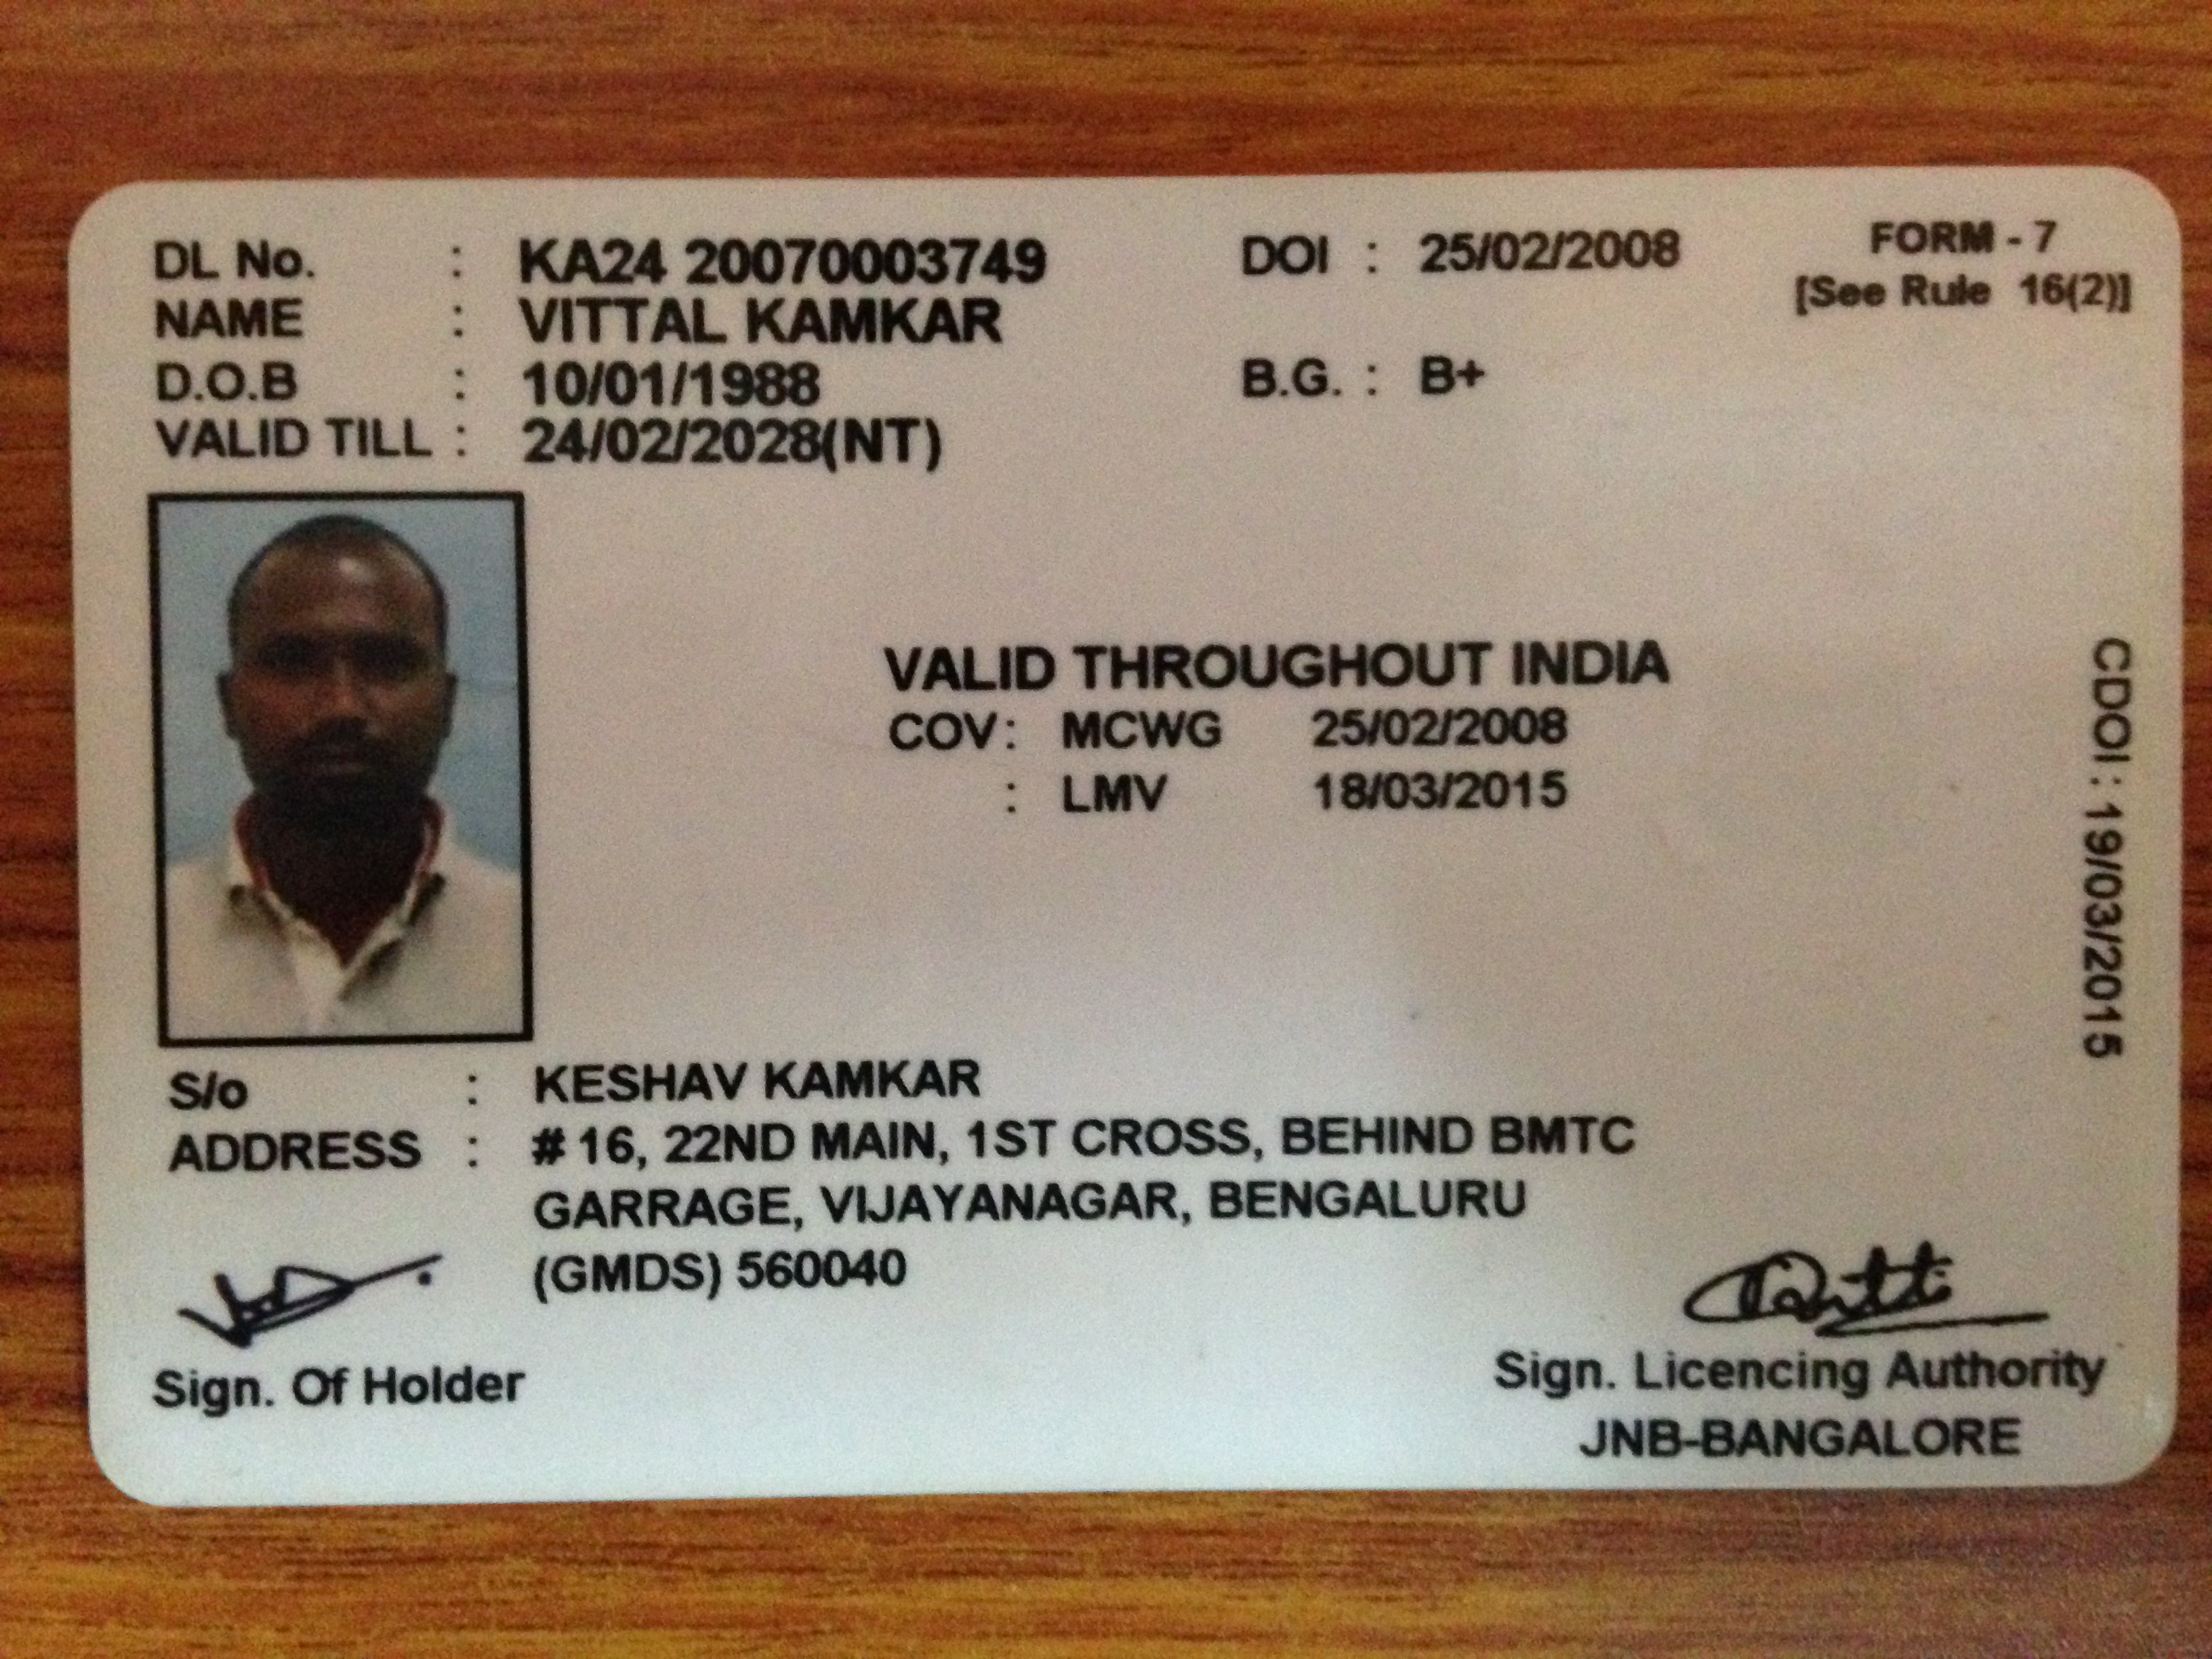 DL No. : KA24 20070003749 DOI : 25/02/2008 FORM - 7
[See Rule 16(2)]
NAME : VITTAL KAMKAR
D.O.B : 10/01/1988 B.G. : B+
VALID TILL : 24/02/2028(NT)
VALID THROUGHOUT INDIA
COV: MCWG 25/02/2008
: LMV 18/03/2015
CDOI : 19/03/2015
S/o : KESHAV KAMKAR
ADDRESS : # 16, 22ND MAIN, 1ST CROSS, BEHIND BMTC
GARRAGE, VIJAYANAGAR, BENGALURU
(GMDS) 560040
Sign. Of Holder
Sign. Licencing Authority
JNB-BANGALORE